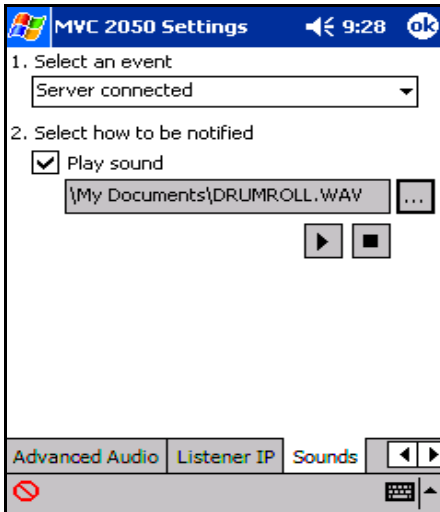 MVC 2050 Settings 9:28 ok
1. Select an event
Server connected
2. Select how to be notified
Play sound
\My Documents\DRUMROLL.WAV ...
Advanced Audio Listener IP Sounds